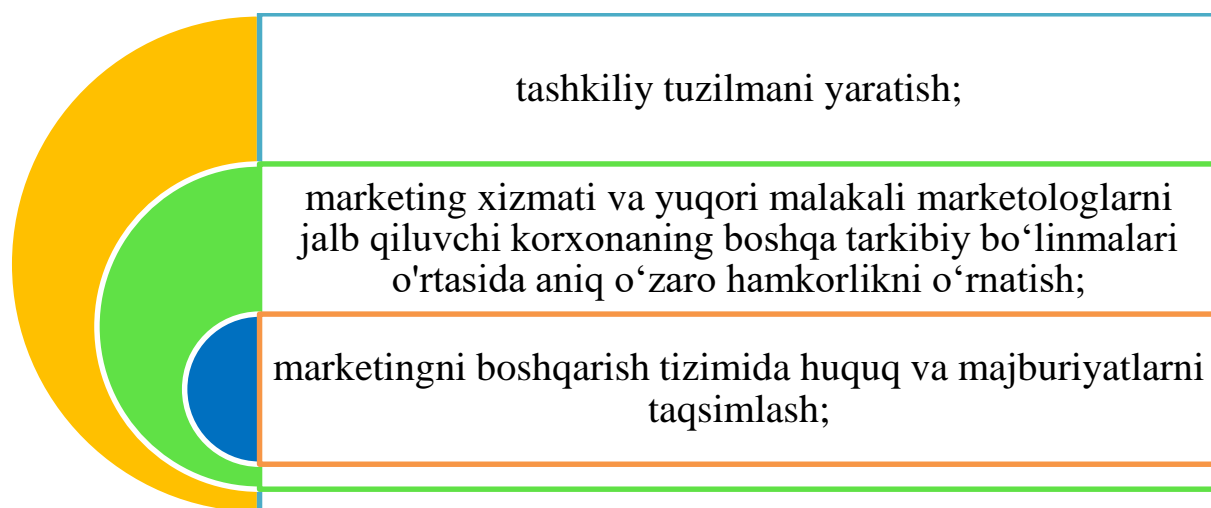 tashkiliy tuzilmani yaratish;
marketing xizmati va yuqori malakali marketologlarni
jalb qiluvchi korxonaning boshqa tarkibiy bo‘linmalari
o'rtasida aniq o‘zaro hamkorlikni o‘rnatish;
marketingni boshqarish tizimida huquq va majburiyatlarni
taqsimlash;